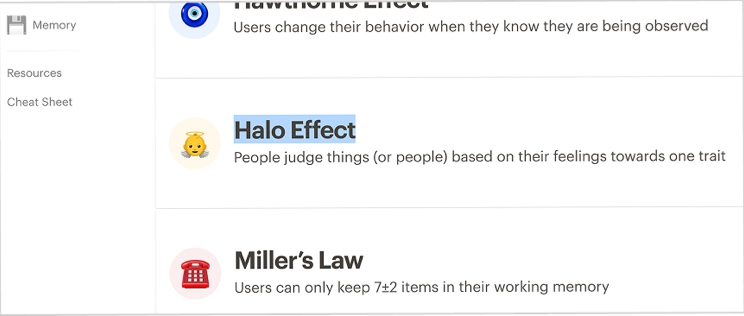 Memory
Resources
Cheat Sheet
Hawthorne Effect
Users change their behavior when they know they are being observed
Halo Effect
People judge things (or people) based on their feelings towards one trait
Miller's Law
Users can only keep 7±2 items in their working memory